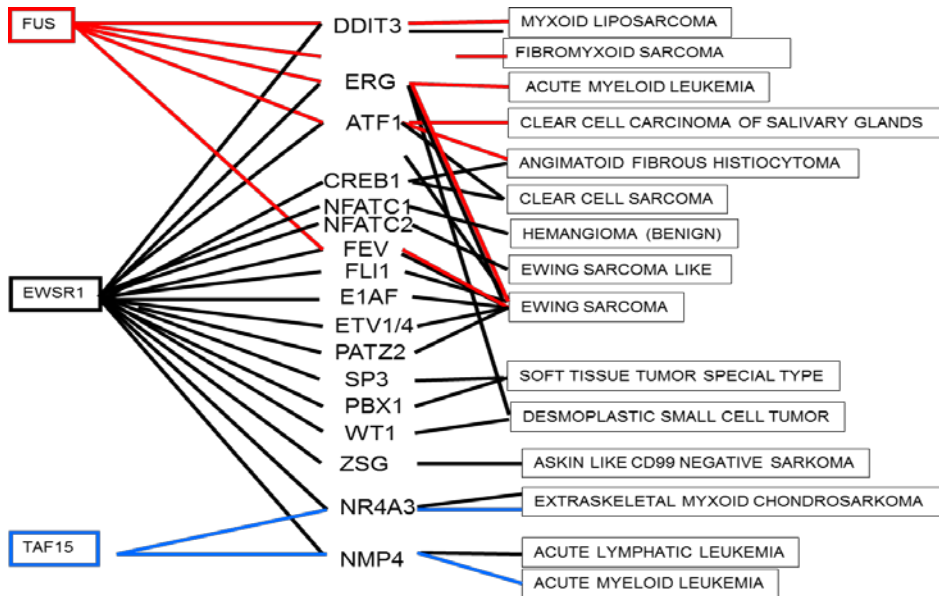 FUS
EWSR1
TAF15
DDIT3
ERG
ATF1
CREB1
NFATC1
NFATC2
FEV
FLI1
E1AF
ETV1/4
PATZ2
SP3
PBX1
WT1
ZSG
NR4A3
NMP4
MYXOID LIPOSARCOMA
FIBROMYXOID SARCOMA
ACUTE MYELOID LEUKEMIA
CLEAR CELL CARCINOMA OF SALIVARY GLANDS
ANGIMATOID FIBROUS HISTIOCYTOMA
CLEAR CELL SARCOMA
HEMANGIOMA (BENIGN)
EWING SARCOMA LIKE
EWING SARCOMA
SOFT TISSUE TUMOR SPECIAL TYPE
DESMOPLASTIC SMALL CELL TUMOR
ASKIN LIKE CD99 NEGATIVE SARKOMA
EXTRASKELETAL MYXOID CHONDROSARKOMA
ACUTE LYMPHATIC LEUKEMIA
ACUTE MYELOID LEUKEMIA